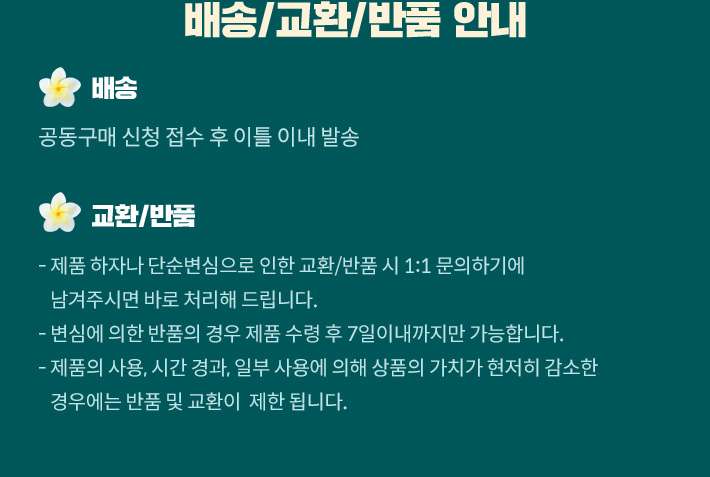 배송/교환/반품 안내
배송
공동구매 신청 접수 후 이틀 이내 발송
교환/반품
- 제품 하자나 단순변심으로 인한 교환/반품 시 1:1 문의하기에
남겨주시면 바로 처리해 드립니다.
- 변심에 의한 반품의 경우 제품 수령 후 7일이내까지만 가능합니다.
- 제품의 사용, 시간 경과, 일부 사용에 의해 상품의 가치가 현저히 감소한
경우에는 반품 및 교환이 제한 됩니다.